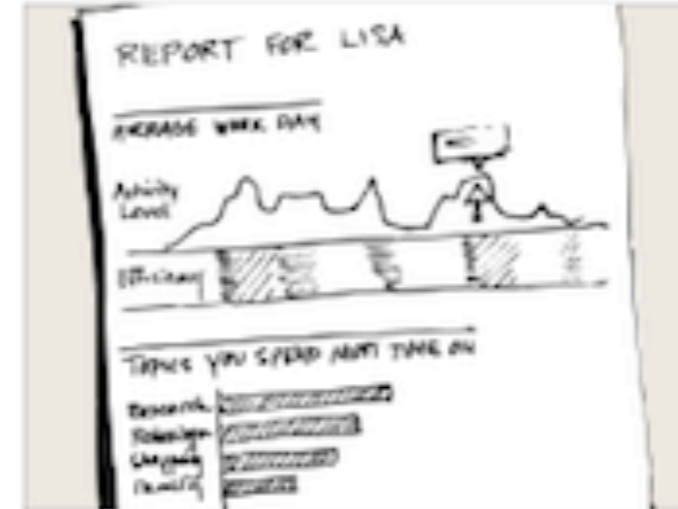 REPORT FOR LISA
AVERAGE WORK DAY
Activity
Level
Efficiency
TOPICS YOU SPEND MOST TIME ON
Research